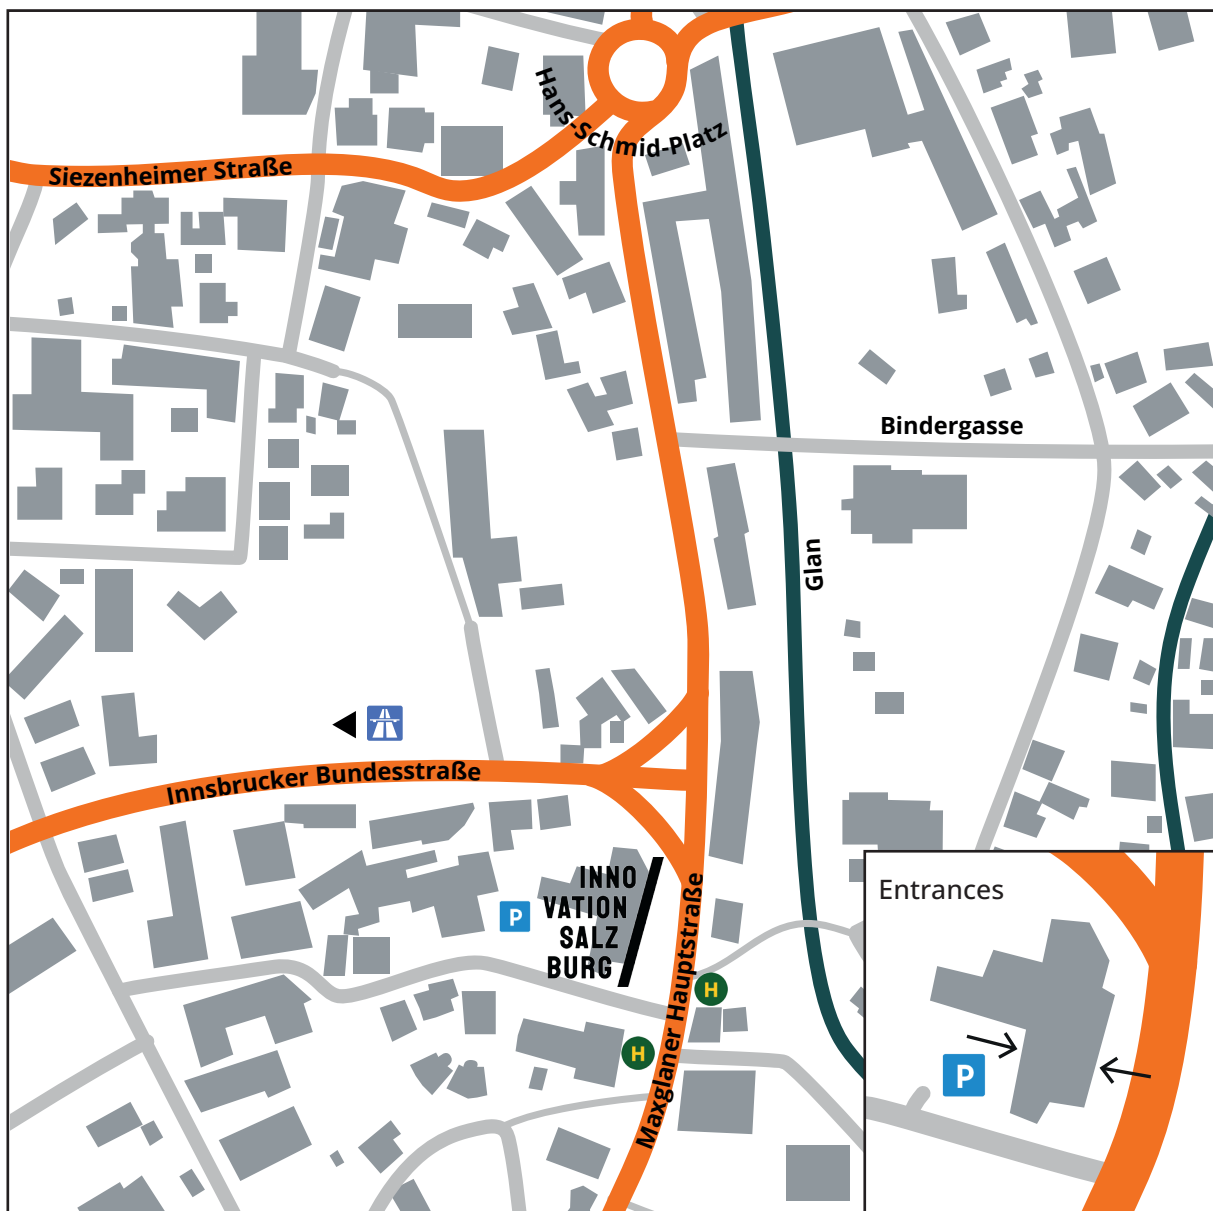 Hans-Schmid-Platz
Siezenheimer Straße
Bindergasse
Glan
Innsbrucker Bundesstraße
INNO
VATION
SALZ
BURG
P
Maxglaner Hauptstraße
H
H
Entrances
P